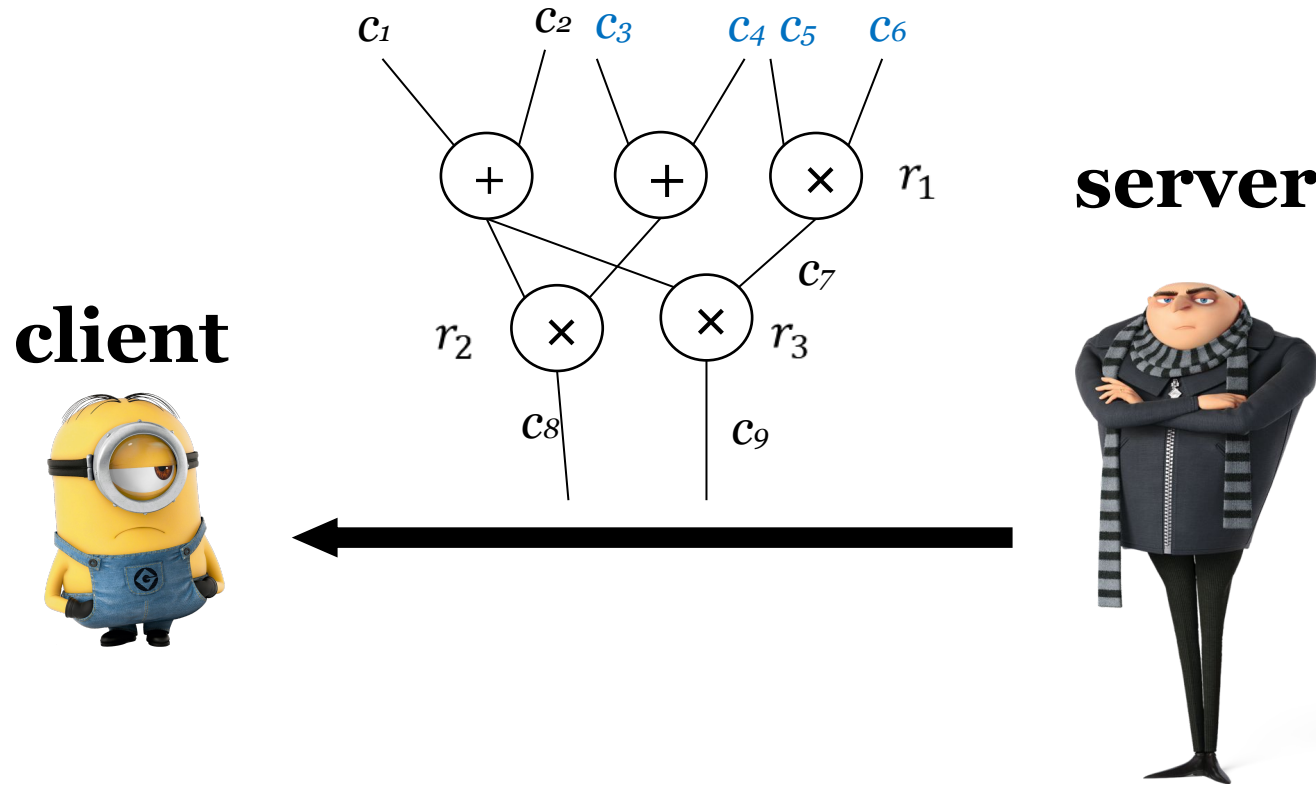 c₁
c₂
c₃
c₄
c₅
c₆
+
+
×
r₁
server
c₇
client
r₂
×
×
r₃
c₈
c₉